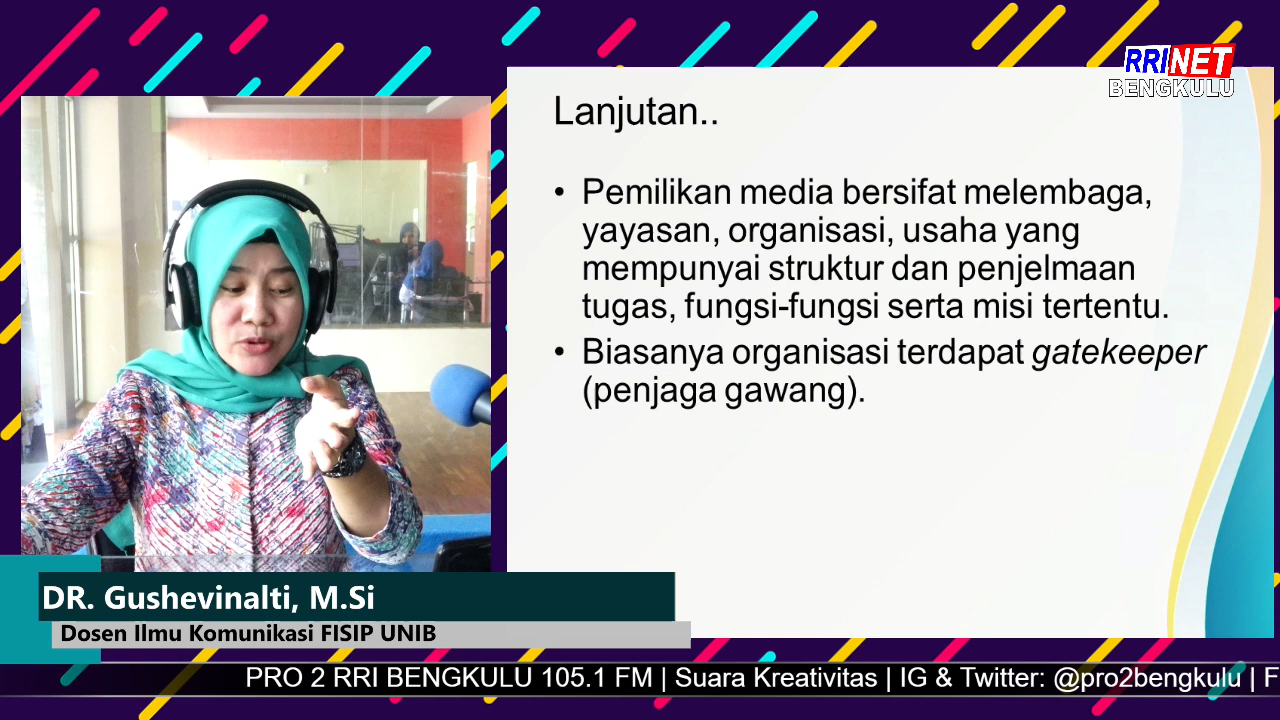 RRI NET
BENGKULU
Lanjutan..
• Pemilikan media bersifat melembaga,
yayasan, organisasi, usaha yang
mempunyai struktur dan penjelmaan
tugas, fungsi-fungsi serta misi tertentu.
• Biasanya organisasi terdapat gatekeeper
(penjaga gawang).
DR. Gushevinalti, M.Si
Dosen Ilmu Komunikasi FISIP UNIB
PRO 2 RRI BENGKULU 105.1 FM | Suara Kreativitas | IG & Twitter: @pro2bengkulu | F